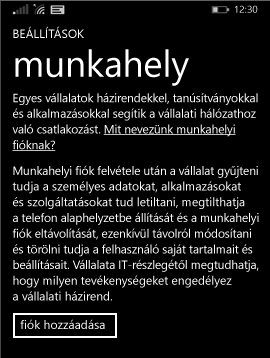 12:30
BEÁLLÍTÁSOK
munkahely
Egyes vállalatok házirendekkel, tanúsítványokkal
és alkalmazásokkal segítik a vállalati hálózathoz
való csatlakozást. Mit nevezünk munkahelyi
fióknak?
Munkahelyi fiók felvétele után a vállalat gyűjteni
tudja a személyes adatokat, alkalmazásokat
és szolgáltatásokat tud letiltani, megtilthatja
a telefon alaphelyzetbe állítását és a munkahelyi
fiók eltávolítását, ezenkívül távolról módosítani
és törölni tudja a felhasználó saját tartalmait és
beállításait. Vállalata IT-részlegétől megtudhatja,
hogy milyen tevékenységeket engedélyez
a vállalati házirend.
fiók hozzáadása